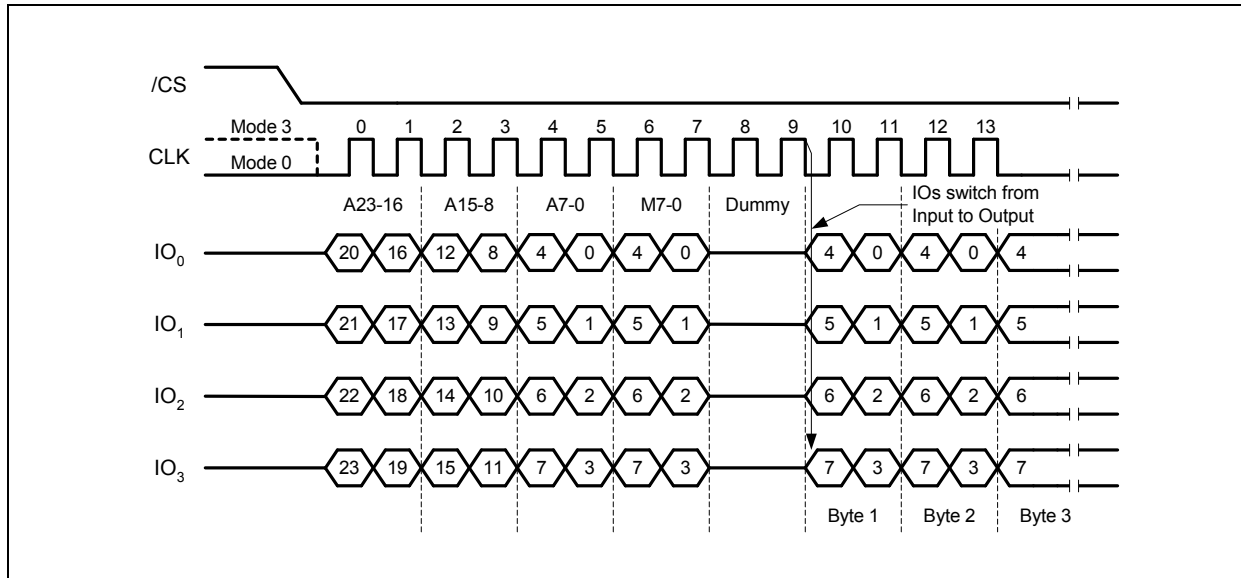 /CS
Mode 3 0 1 2 3 4 5 6 7 8 9 10 11 12 13
CLK
Mode 0
A23-16 A15-8 A7-0 M7-0 Dummy IOs switch from
Input to Output
IO0 20 16 12 8 4 0 4 0 4 0 4 0 4
IO1 21 17 13 9 5 1 5 1 5 1 5 1 5
IO2 22 18 14 10 6 2 6 2 6 2 6 2 6
IO3 23 19 15 11 7 3 7 3 7 3 7 3 7
Byte 1 Byte 2 Byte 3